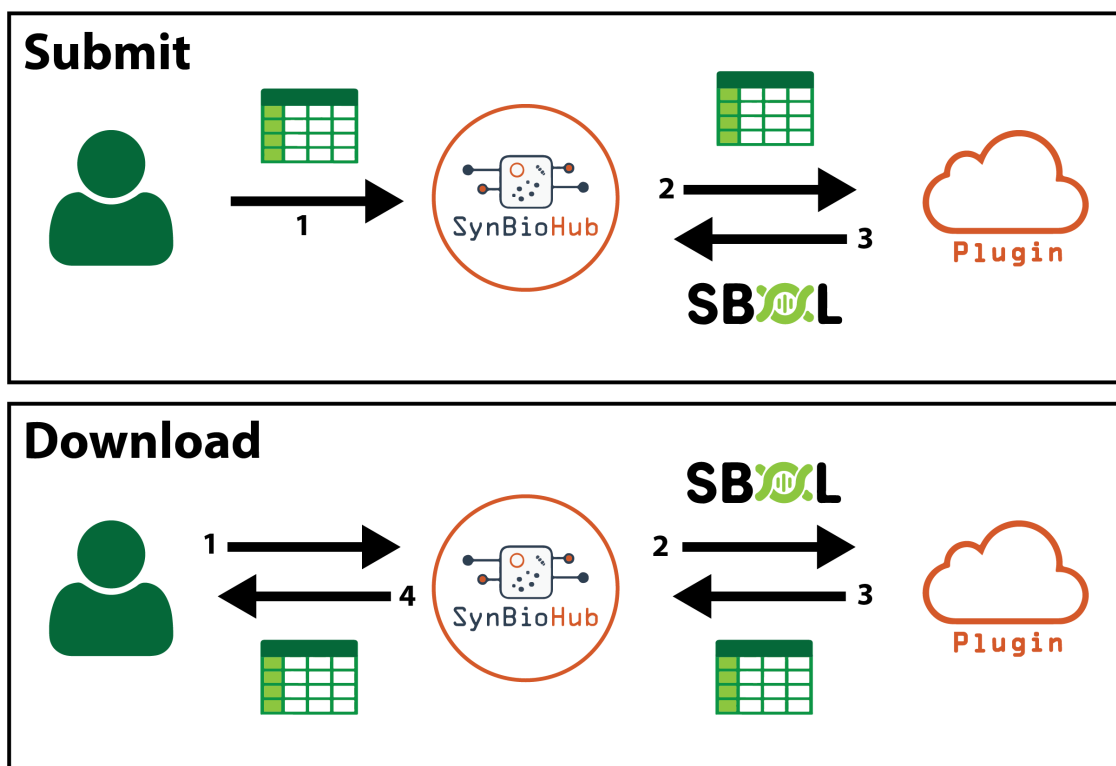 Submit
1
SynBioHub
2
3
SBOL
Plugin
Download
1
4
SynBioHub
SBOL
2
3
Plugin